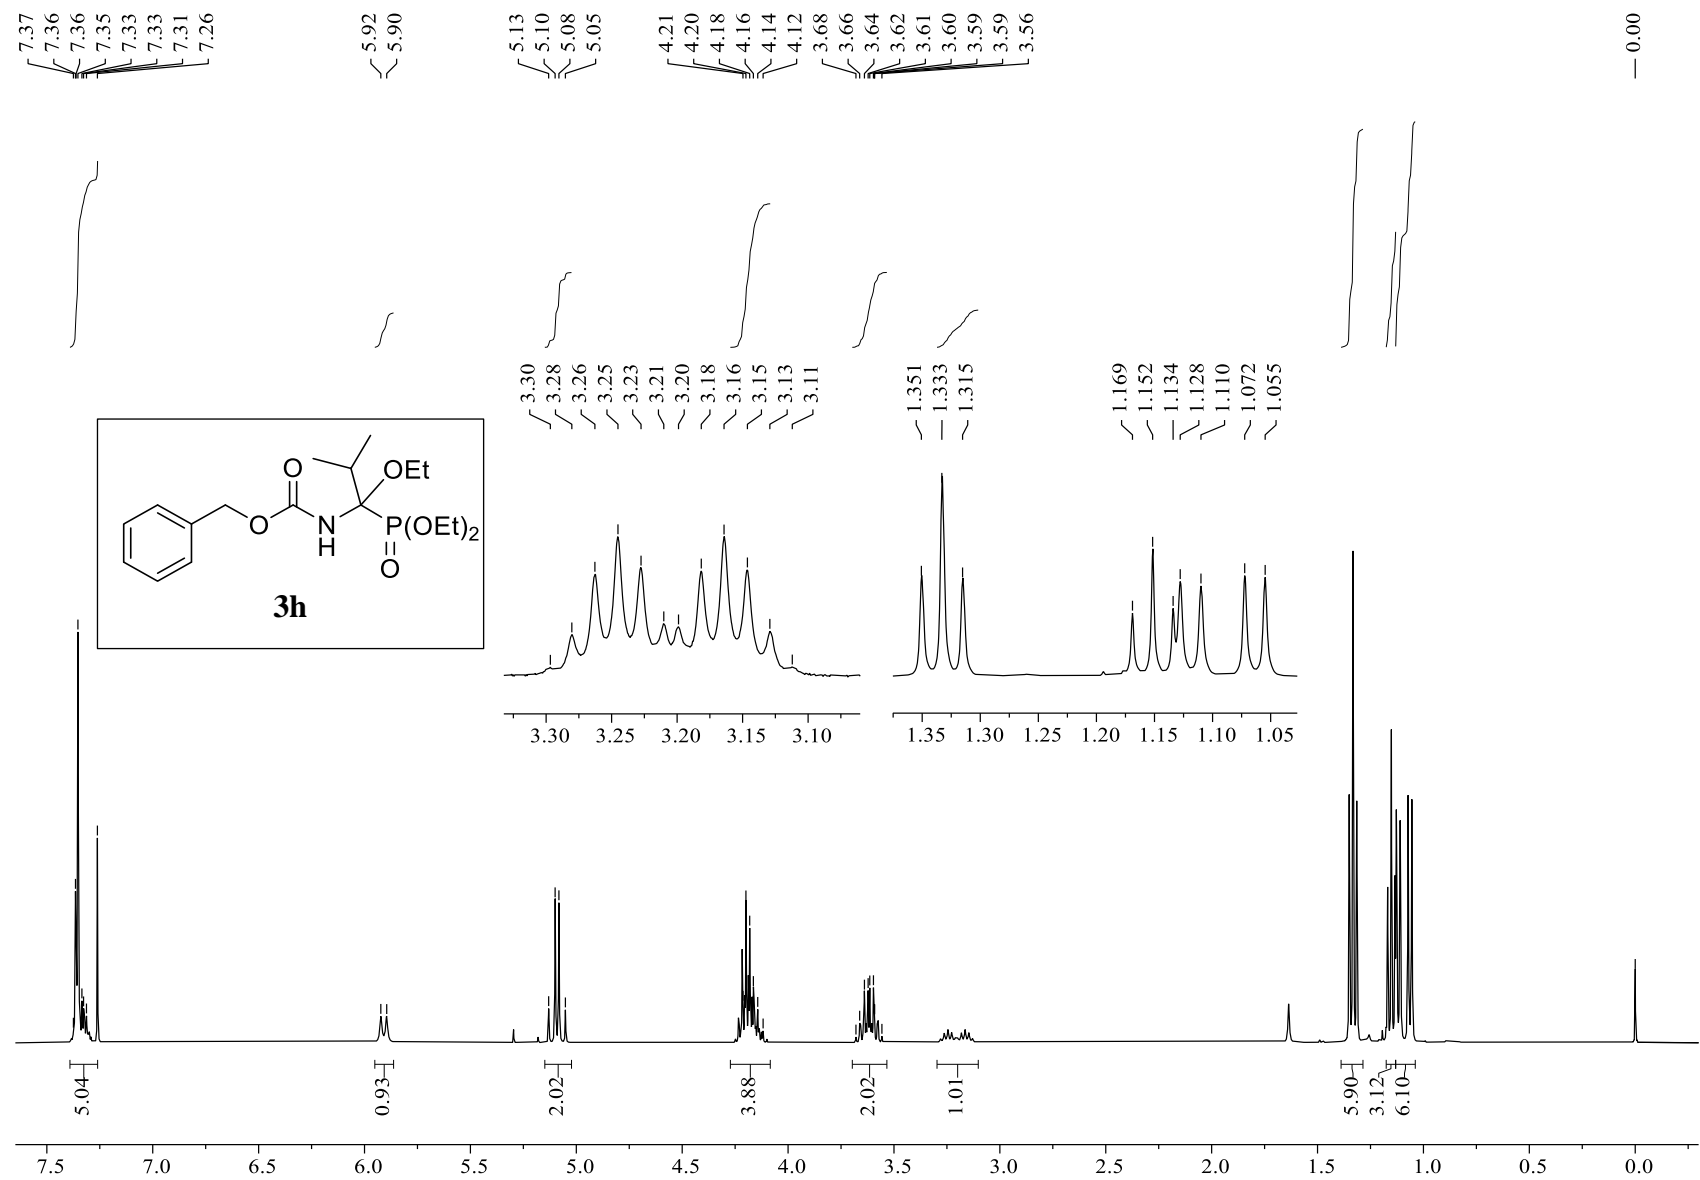 7.37 7.36 7.36 7.35 7.33 7.33 7.31 7.26 5.92 5.90 5.13 5.10 5.08 5.05 4.21 4.20 4.18 4.16 4.14 4.12 3.68 3.66 3.64 3.62 3.61 3.60 3.59 3.59 3.56 0.00
3.30 3.28 3.26 3.25 3.23 3.21 3.20 3.18 3.16 3.15 3.13 3.11 1.351 1.333 1.315 1.169 1.152 1.134 1.128 1.110 1.072 1.055
O
OEt
O
N
H
P(OEt)2
O
3h
3.30 3.25 3.20 3.15 3.10
1.35 1.30 1.25 1.20 1.15 1.10 1.05
5.04 0.93 2.02 3.88 2.02 1.01 5.90 3.12 6.10
7.5 7.0 6.5 6.0 5.5 5.0 4.5 4.0 3.5 3.0 2.5 2.0 1.5 1.0 0.5 0.0